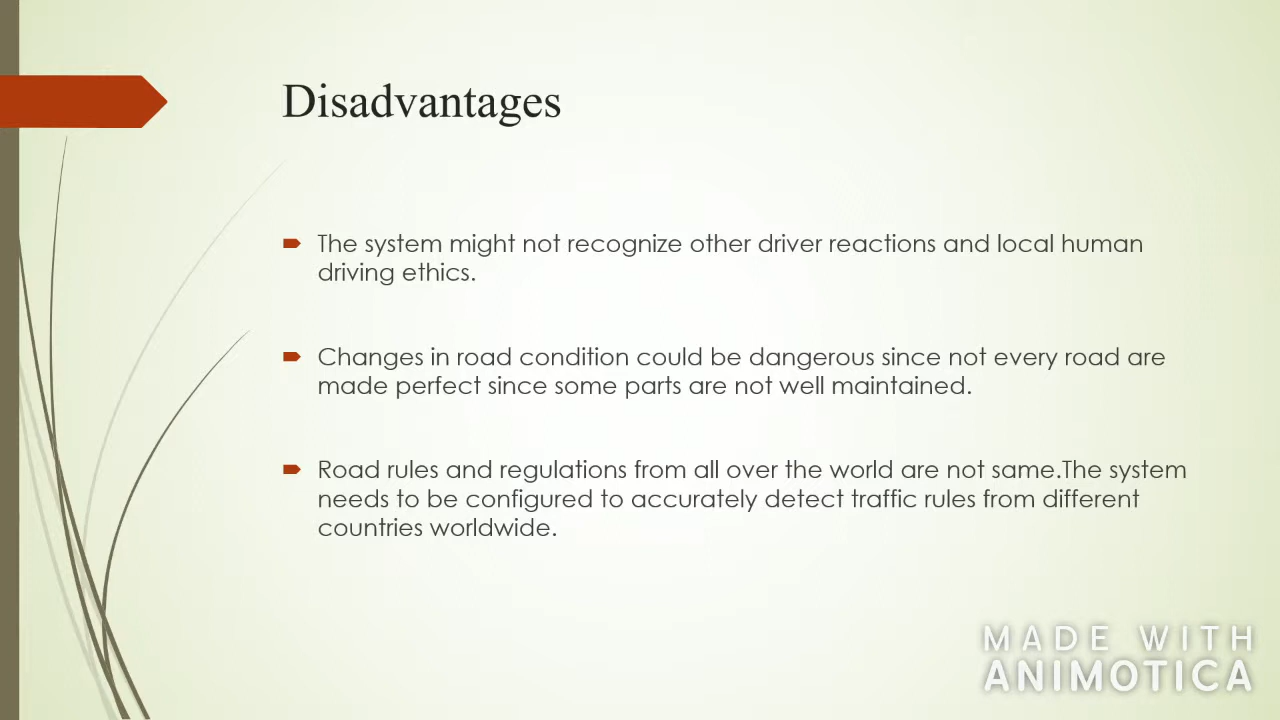 Disadvantages
The system might not recognize other driver reactions and local human
driving ethics.
Changes in road condition could be dangerous since not every road are
made perfect since some parts are not well maintained.
Road rules and regulations from all over the world are not same.The system
needs to be configured to accurately detect traffic rules from different
countries worldwide.
MADE WITH
ANIMOTICA